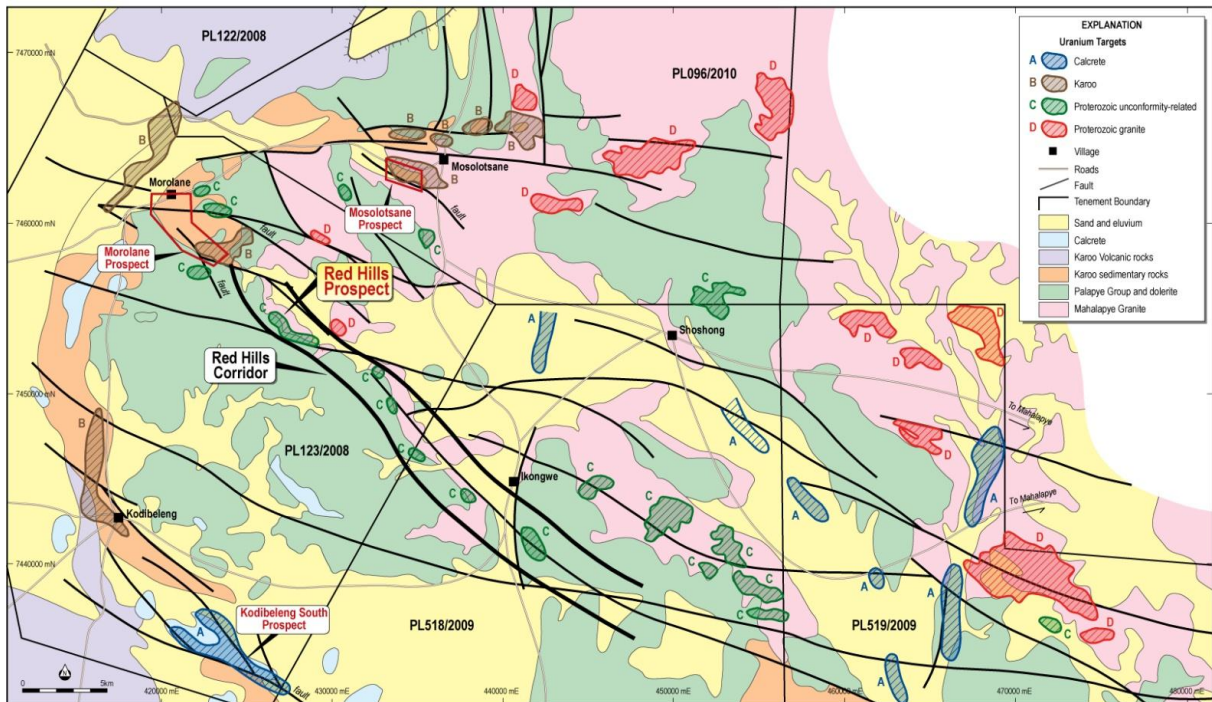 PL122/2008
PL096/2010
EXPLANATION
Uranium Targets
A Calcrete
B Karoo
C Proterozoic unconformity-related
D Proterozoic granite
Village
Roads
Fault
Tenement Boundary
Sand and eluvium
Calcrete
Karoo Volcanic rocks
Karoo sedimentary rocks
Palapye Group and dolerite
Mahalapye Granite
7470000 mN
D
D
B
B
B
B
B
D
Mosolotsane
B
Morolane
C
C
C
D
7460000 mN
Mosolotsane
Prospect
fault
fault
D
C
Morolane
Prospect
B
C
fault
Red Hills
Prospect
C
D
C
A
D
D
Shoshong
D
Red Hills
Corridor
C
7450000 mN
C
To Mahalapye
B
A
D
PL123/2008
C
Ikongwe
C
C
A
A
To Mahalapye
Kodibeleng
C
C
C
D
7440000 mN
C
C
A
A
C
C
D
Kodibeleng South
Prospect
A
PL518/2009
PL519/2009
A
fault
0 5km
420000 mE
430000 mE
440000 mE
450000 mE
460000 mE
470000 mE
480000 mE